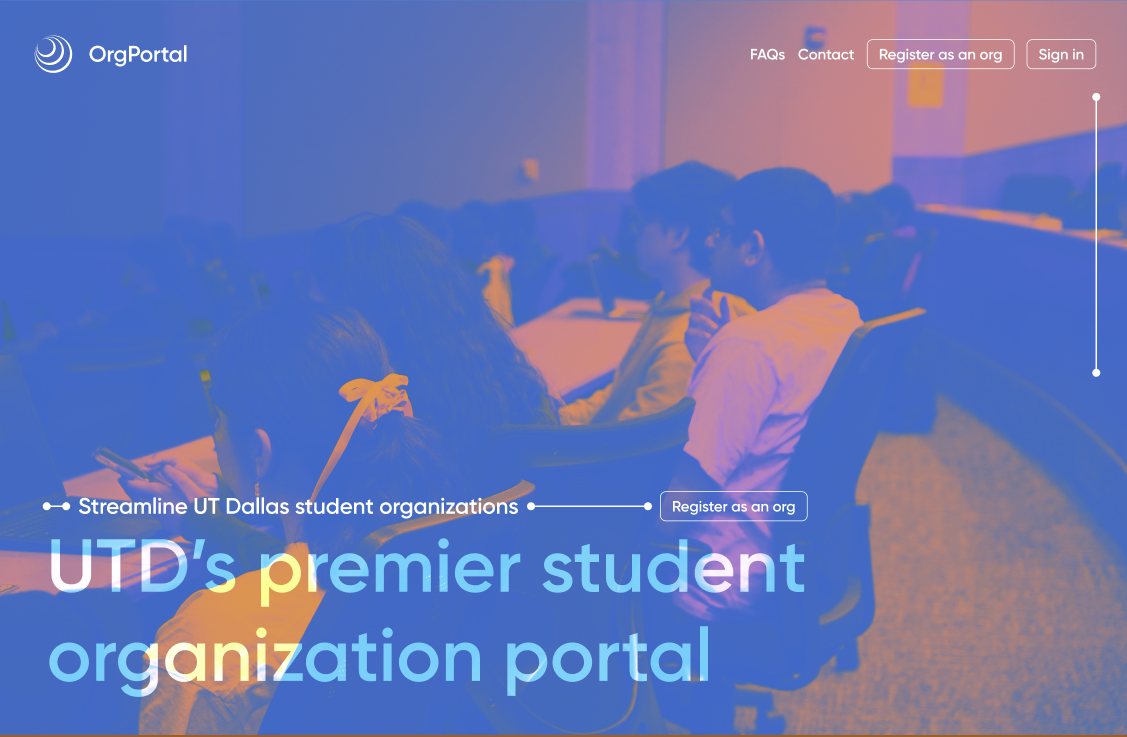 OrgPortal
FAQs Contact Register as an org Sign in
Streamline UT Dallas student organizations Register as an org
UTD’s premier student
organization portal